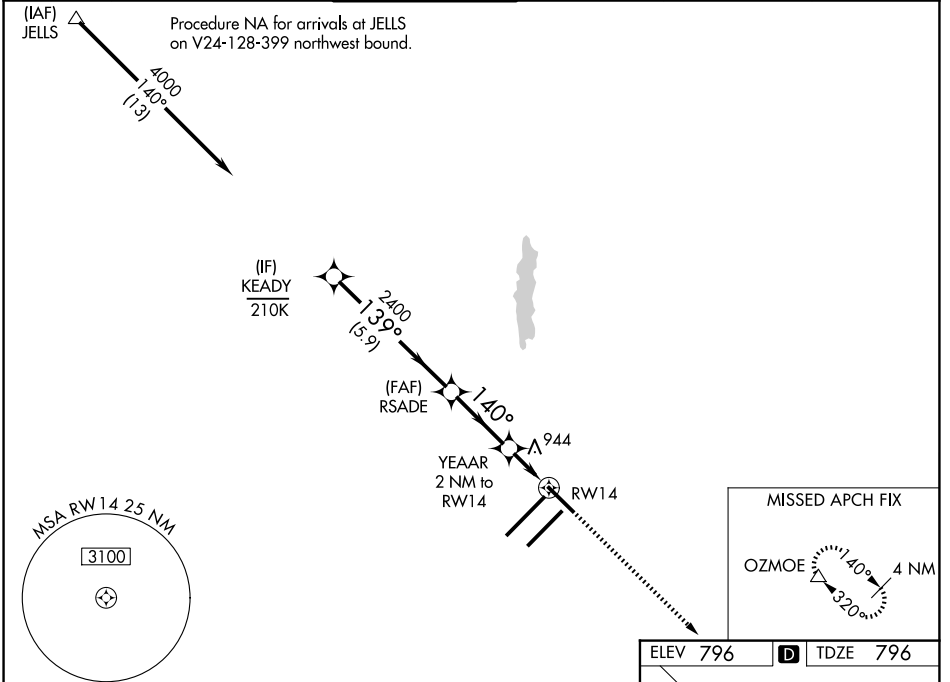 (IAF)
JELLS
Procedure NA for arrivals at JELLS
on V24-128-399 northwest bound.
4000
140°
(13)
(IF)
KEADY
210K
2400
139°
(5.9)
(FAF)
RSADE
140°
944
YEAAR
2 NM to
RW14
RW14
MSA RW14 25 NM
3100
MISSED APCH FIX
OZMOE
140°
4 NM
320°
ELEV 796
D
TDZE 796